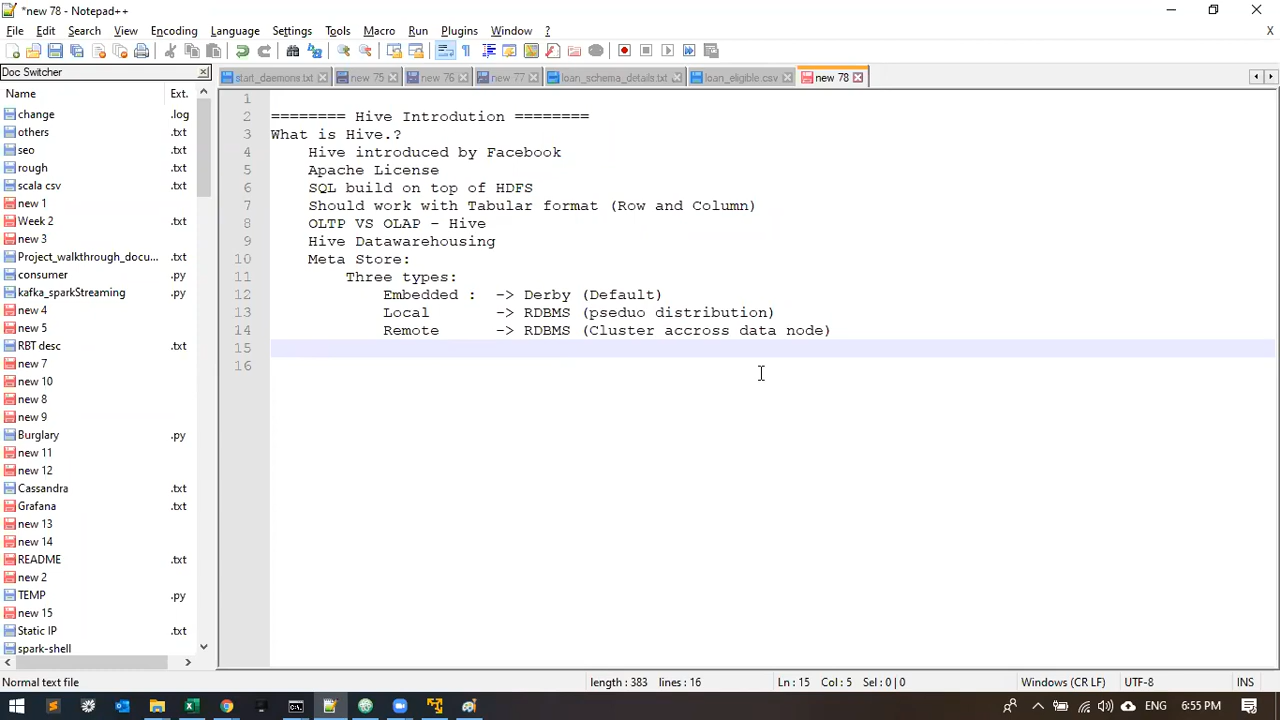 *new 78 - Notepad++
File Edit Search View Encoding Language Settings Tools Macro Run Plugins Window ? X
Doc Switcher
start_daemons.txt new 75 new 76 new 77 loan_schema_details.txt loan_eligible.csv new 78
Name Ext.
change .log
others .txt
seo .txt
rough .txt
scala csv .txt
new 1
Week 2 .txt
new 3
Project_walkthrough_docu... .txt
consumer .py
kafka_sparkStreaming .py
new 4
new 5
RBT desc .txt
new 7
new 10
new 8
new 9
Burglary .py
new 11
new 12
Cassandra .txt
Grafana .txt
new 13
new 14
README .txt
new 2
TEMP .py
new 15
Static IP .txt
spark-shell
1
2 ======== Hive Introdution ========
3 What is Hive.?
4 Hive introduced by Facebook
5 Apache License
6 SQL build on top of HDFS
7 Should work with Tabular format (Row and Column)
8 OLTP VS OLAP - Hive
9 Hive Datawarehousing
10 Meta Store:
11 Three types:
12 Embedded : -> Derby (Default)
13 Local -> RDBMS (pseduo distribution)
14 Remote -> RDBMS (Cluster accross data node)
15
16
Normal text file length : 383 lines : 16 Ln : 15 Col : 5 Sel : 0 | 0 Windows (CR LF) UTF-8 INS
ENG 6:55 PM